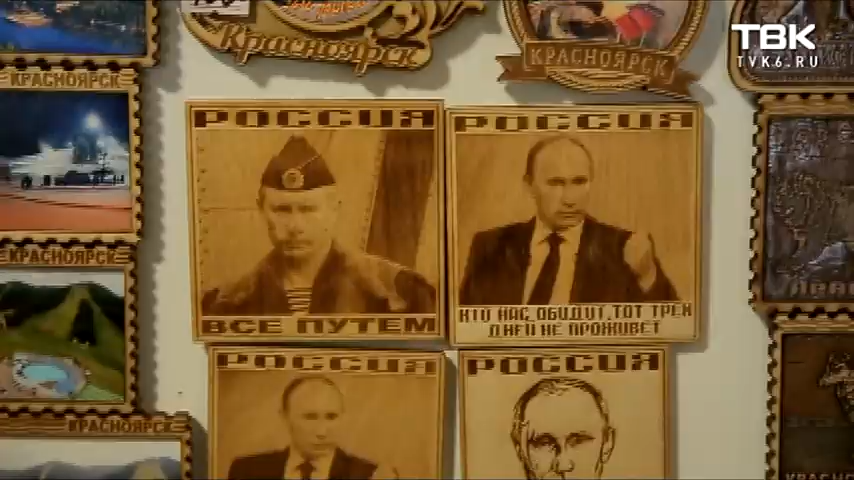 ТВК
TVK6.RU
Красноярск
КРАСНОЯРСК
КРАСНОЯРСК
РОССИЯ
РОССИЯ
КРАСНОЯРСК
ВСЕ ПУТЕМ
КТО НАС ОБИДИТ, ТОТ ТРЕХ
ДНЕЙ НЕ ПРОЖИВЕТ
РОССИЯ
РОССИЯ
КРАСНОЯРСК